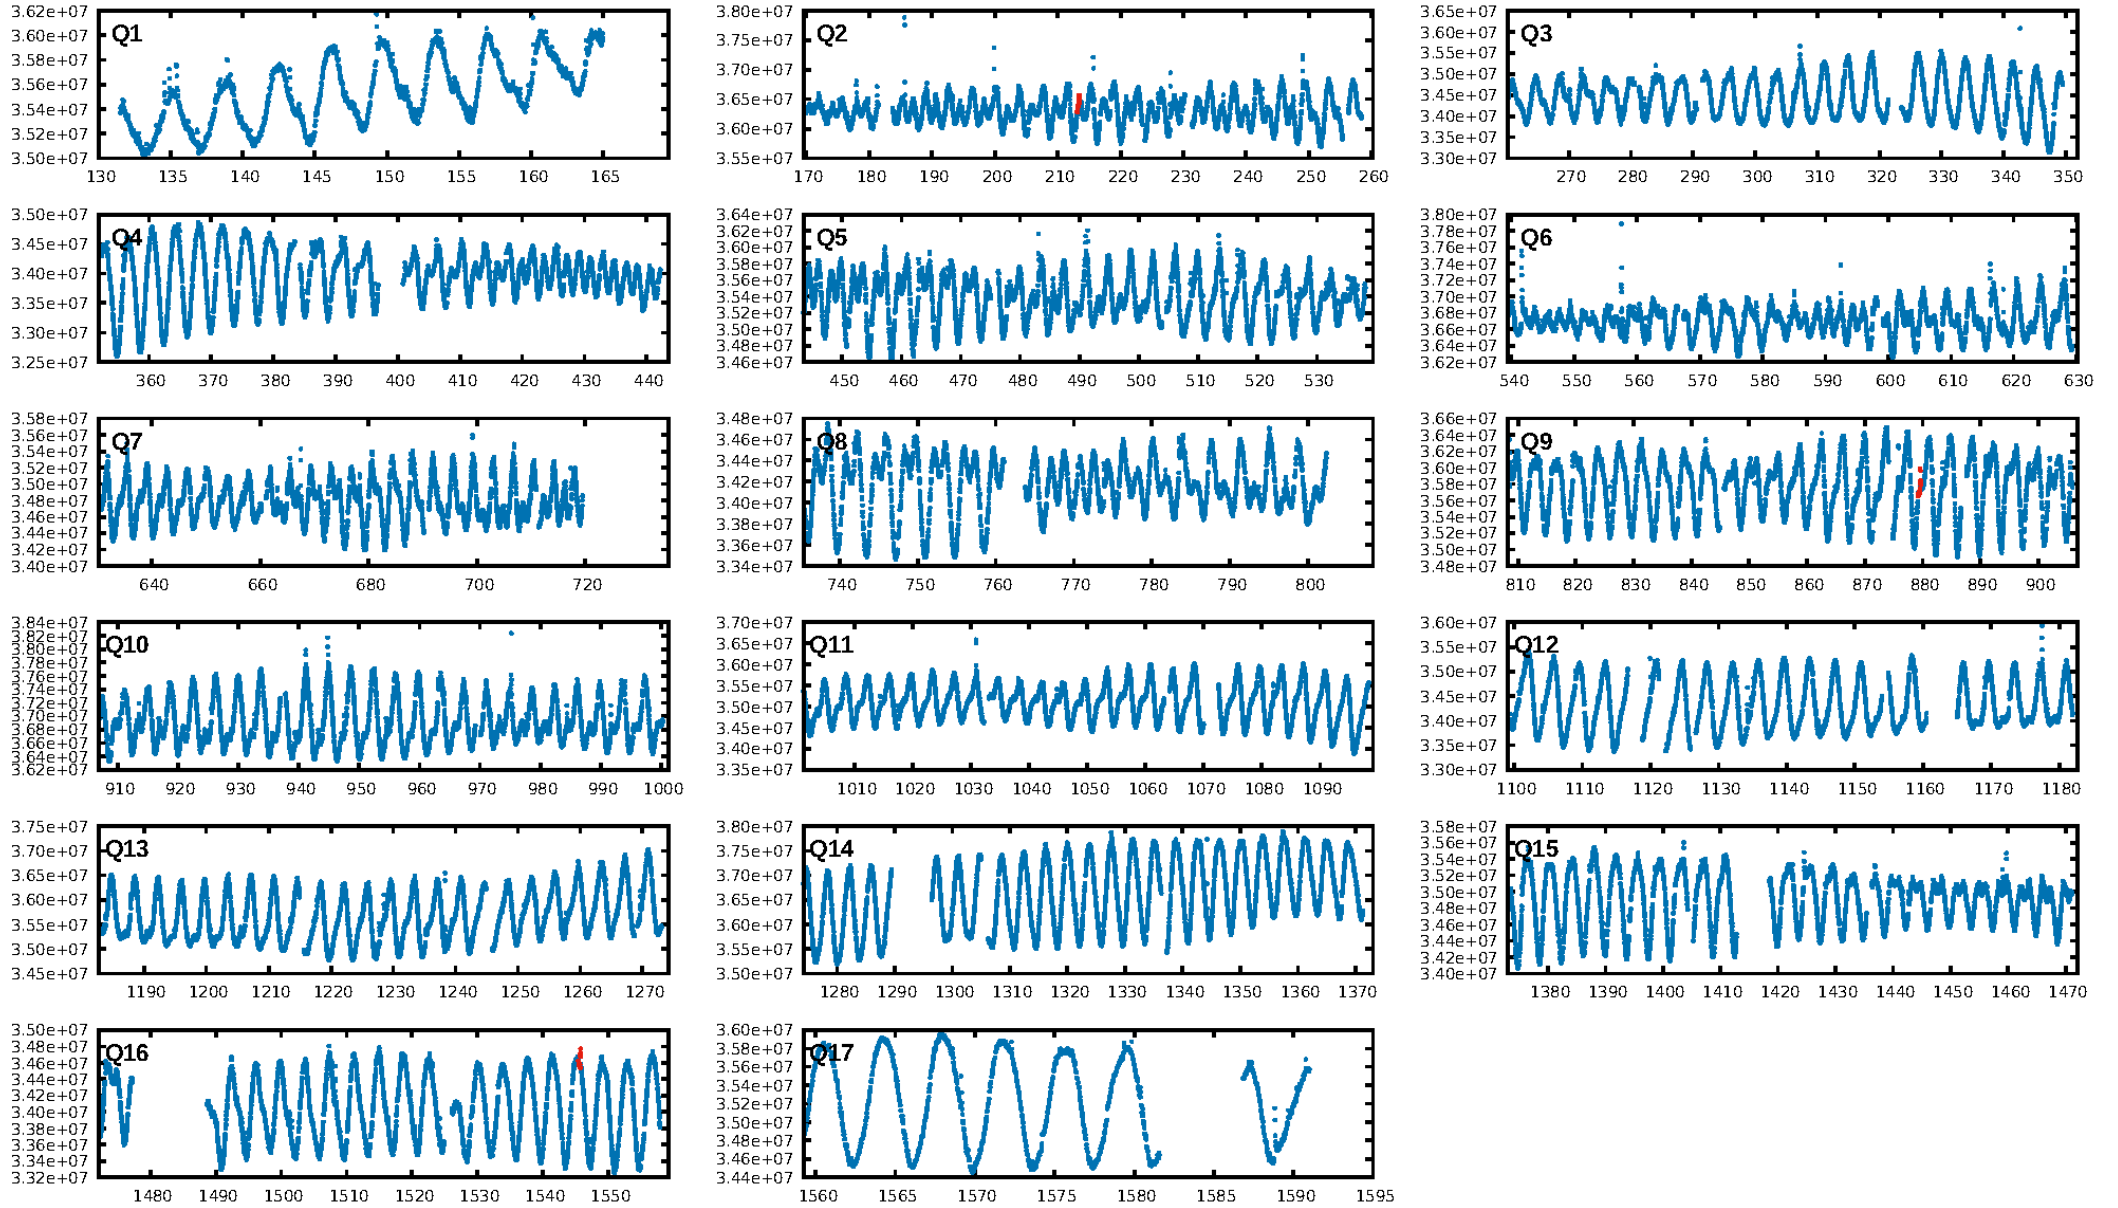 3.62e+07
3.60e+07
3.58e+07
3.56e+07
3.54e+07
3.52e+07
3.50e+07
Q1
130 135 140 145 150 155 160 165
3.80e+07
3.75e+07
3.70e+07
3.65e+07
3.60e+07
3.55e+07
Q2
170 180 190 200 210 220 230 240 250 260
3.65e+07
3.60e+07
3.55e+07
3.50e+07
3.45e+07
3.40e+07
3.35e+07
3.30e+07
Q3
270 280 290 300 310 320 330 340 350
3.50e+07
3.45e+07
3.40e+07
3.35e+07
3.30e+07
3.25e+07
Q4
360 370 380 390 400 410 420 430 440
3.64e+07
3.62e+07
3.60e+07
3.58e+07
3.56e+07
3.54e+07
3.52e+07
3.50e+07
3.48e+07
3.46e+07
Q5
450 460 470 480 490 500 510 520 530
3.80e+07
3.78e+07
3.76e+07
3.74e+07
3.72e+07
3.70e+07
3.68e+07
3.66e+07
3.64e+07
3.62e+07
Q6
540 550 560 570 580 590 600 610 620 630
3.58e+07
3.56e+07
3.54e+07
3.52e+07
3.50e+07
3.48e+07
3.46e+07
3.44e+07
3.42e+07
3.40e+07
Q7
640 660 680 700 720
3.48e+07
3.46e+07
3.44e+07
3.42e+07
3.40e+07
3.38e+07
3.36e+07
3.34e+07
Q8
740 750 760 770 780 790 800
3.66e+07
3.64e+07
3.62e+07
3.60e+07
3.58e+07
3.56e+07
3.54e+07
3.52e+07
3.50e+07
3.48e+07
Q9
810 820 830 840 850 860 870 880 890 900
3.84e+07
3.82e+07
3.80e+07
3.78e+07
3.76e+07
3.74e+07
3.72e+07
3.70e+07
3.68e+07
3.66e+07
3.64e+07
3.62e+07
Q10
910 920 930 940 950 960 970 980 990 1000
3.70e+07
3.65e+07
3.60e+07
3.55e+07
3.50e+07
3.45e+07
3.40e+07
3.35e+07
Q11
1010 1020 1030 1040 1050 1060 1070 1080 1090
3.60e+07
3.55e+07
3.50e+07
3.45e+07
3.40e+07
3.35e+07
3.30e+07
Q12
1100 1110 1120 1130 1140 1150 1160 1170 1180
3.75e+07
3.70e+07
3.65e+07
3.60e+07
3.55e+07
3.50e+07
3.45e+07
Q13
1190 1200 1210 1220 1230 1240 1250 1260 1270
3.80e+07
3.75e+07
3.70e+07
3.65e+07
3.60e+07
3.55e+07
3.50e+07
Q14
1280 1290 1300 1310 1320 1330 1340 1350 1360 1370
3.58e+07
3.56e+07
3.54e+07
3.52e+07
3.50e+07
3.48e+07
3.46e+07
3.44e+07
3.42e+07
3.40e+07
Q15
1380 1390 1400 1410 1420 1430 1440 1450 1460 1470
3.50e+07
3.48e+07
3.46e+07
3.44e+07
3.42e+07
3.40e+07
3.38e+07
3.36e+07
3.34e+07
3.32e+07
Q16
1480 1490 1500 1510 1520 1530 1540 1550
3.60e+07
3.58e+07
3.56e+07
3.54e+07
3.52e+07
3.50e+07
3.48e+07
3.46e+07
3.44e+07
Q17
1560 1565 1570 1575 1580 1585 1590 1595